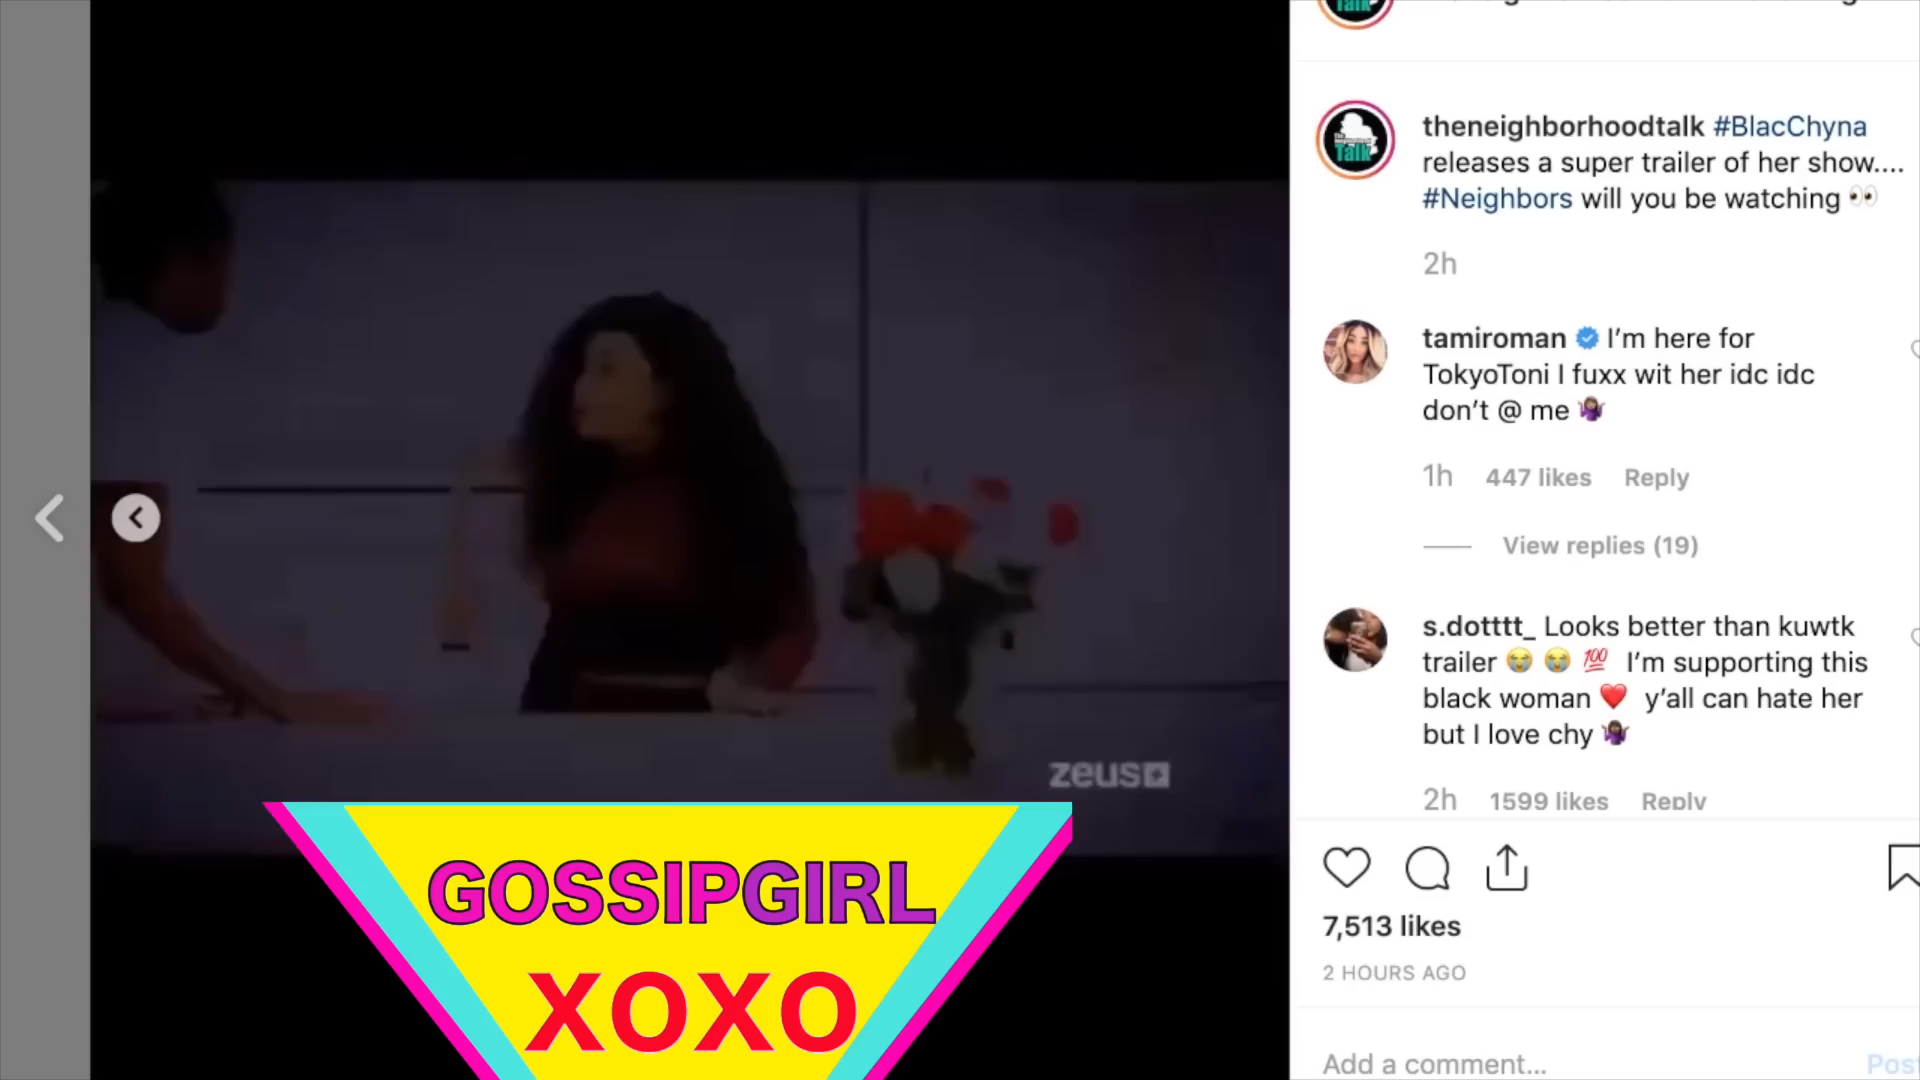 theneighborhoodtalk #BlacChyna
releases a super trailer of her show....
#Neighbors will you be watching 👀
2h
tamiroman I’m here for
TokyoToni I fuxx wit her idc idc
don’t @ me 🤷🏾‍♀️
1h 447 likes Reply
View replies (19)
s.dotttt_ Looks better than kuwtk
trailer 😭 😭 💯 I’m supporting this
black woman ❤️ y’all can hate her
but I love chy 🤷🏾‍♀️
2h 1599 likes Reply
7,513 likes
2 HOURS AGO
Add a comment... Post
Talk
zeus
GOSSIPGIRL
XOXO